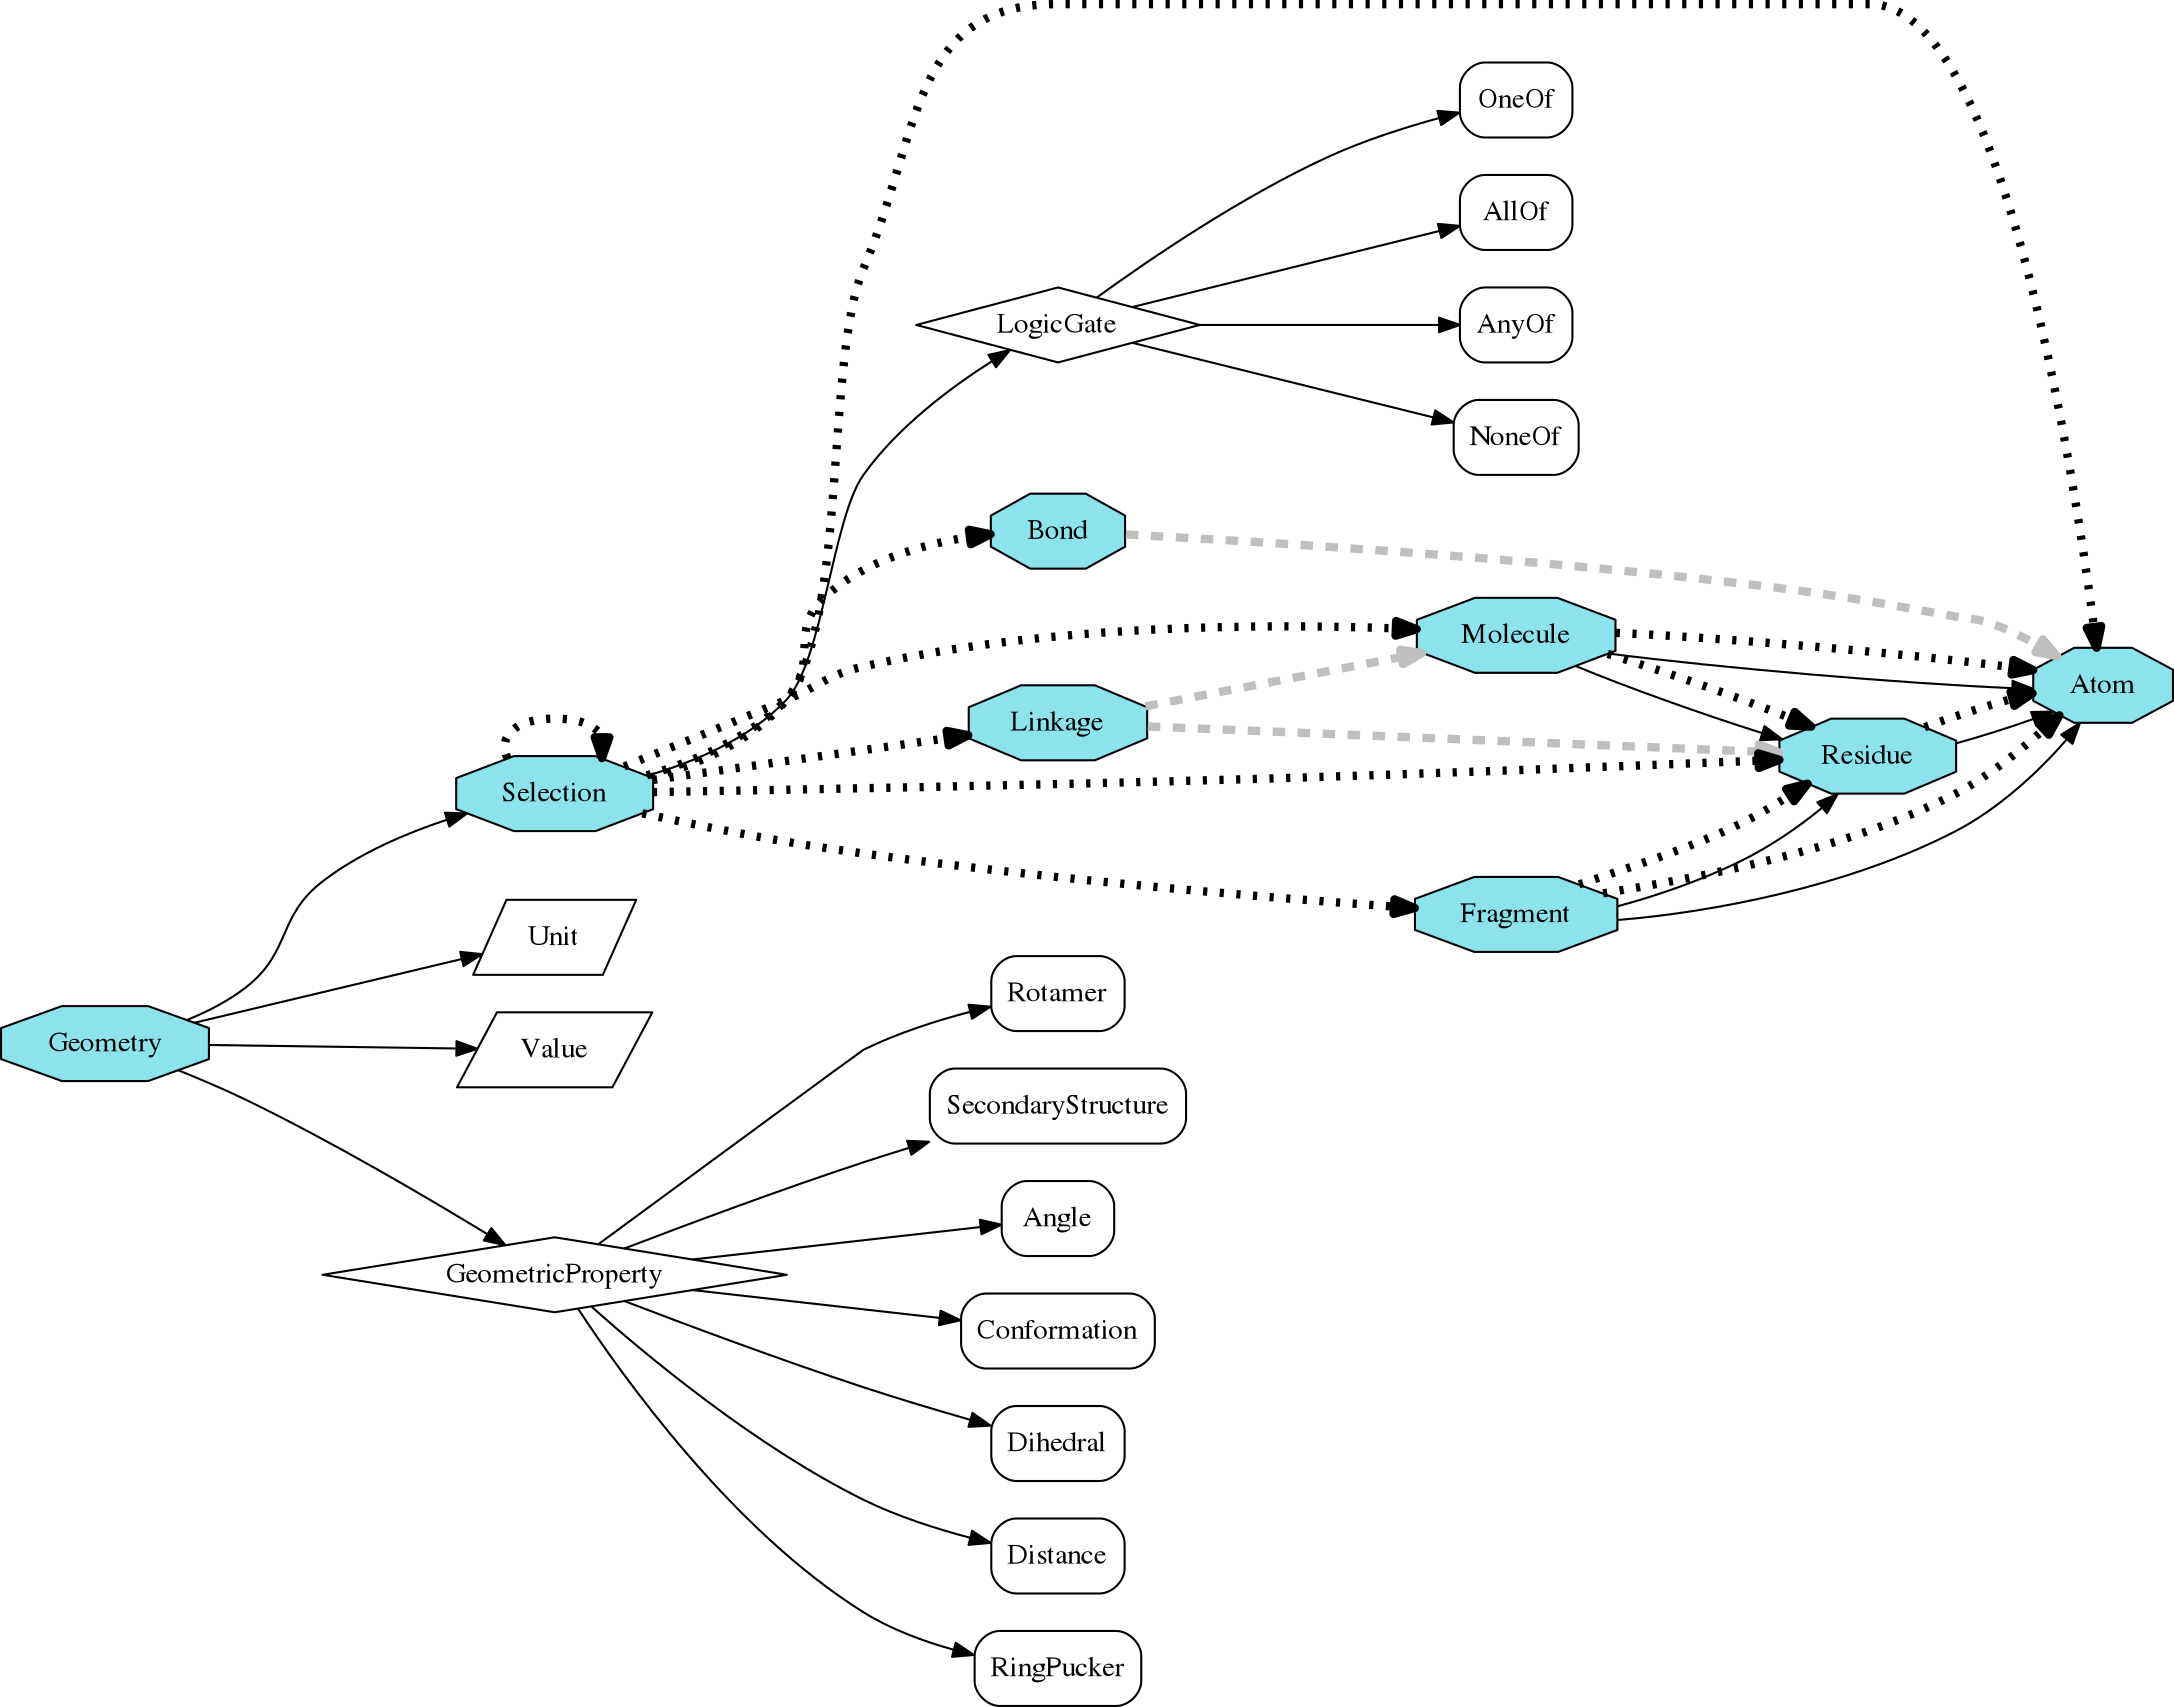 OneOf
AllOf
LogicGate
AnyOf
NoneOf
Bond
Molecule
Atom
Linkage
Residue
Selection
Fragment
Unit
Rotamer
Geometry
Value
SecondaryStructure
Angle
GeometricProperty
Conformation
Dihedral
Distance
RingPucker